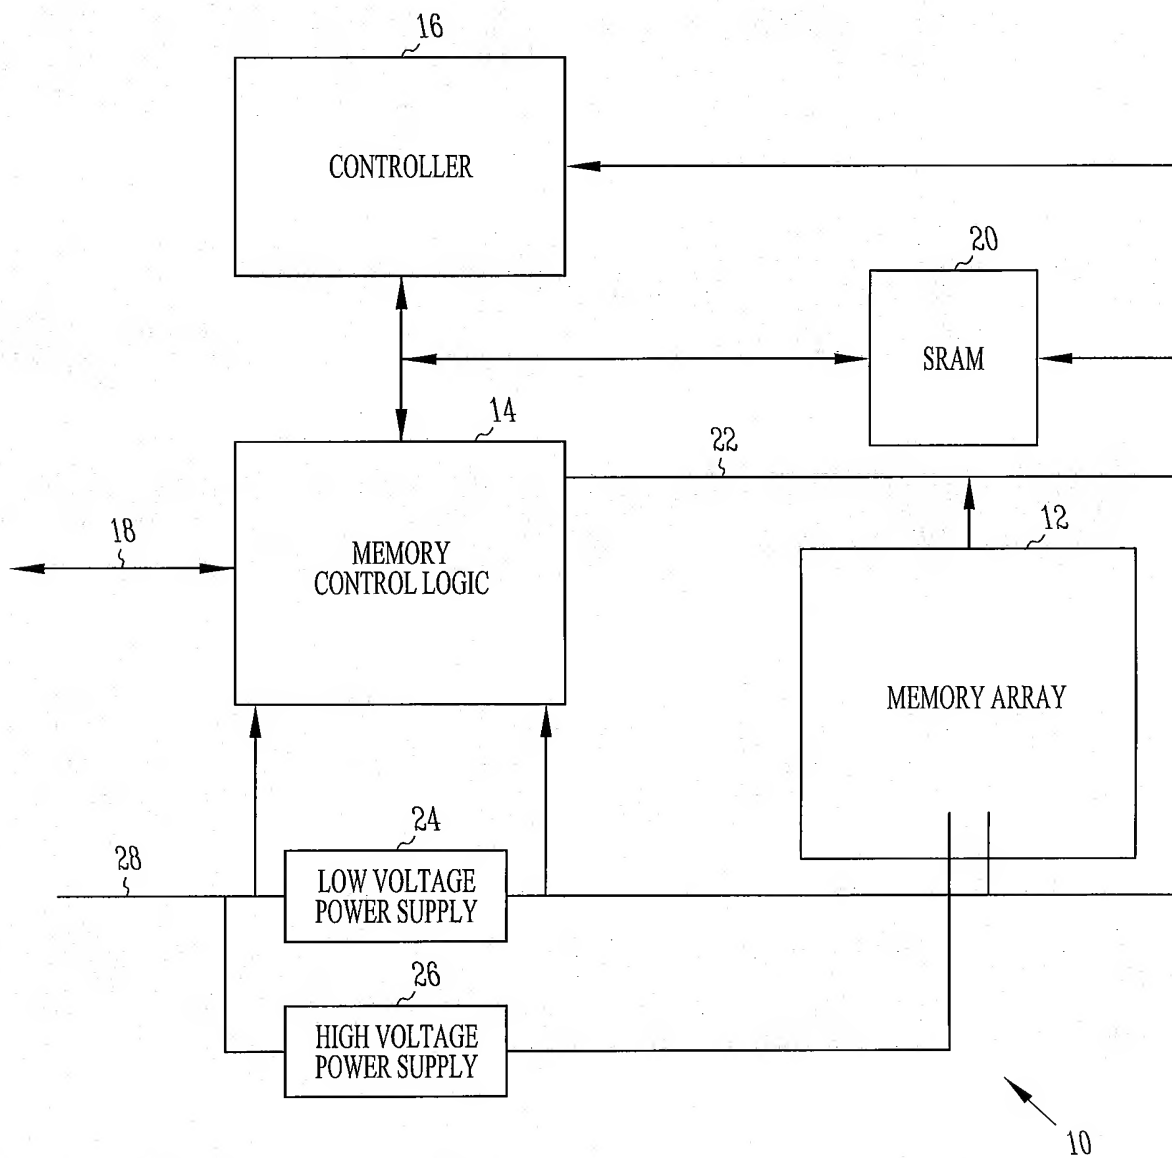 16
CONTROLLER
20
SRAM
14
22
MEMORY
CONTROL LOGIC
18
12
MEMORY ARRAY
24
LOW VOLTAGE
POWER SUPPLY
28
26
HIGH VOLTAGE
POWER SUPPLY
10